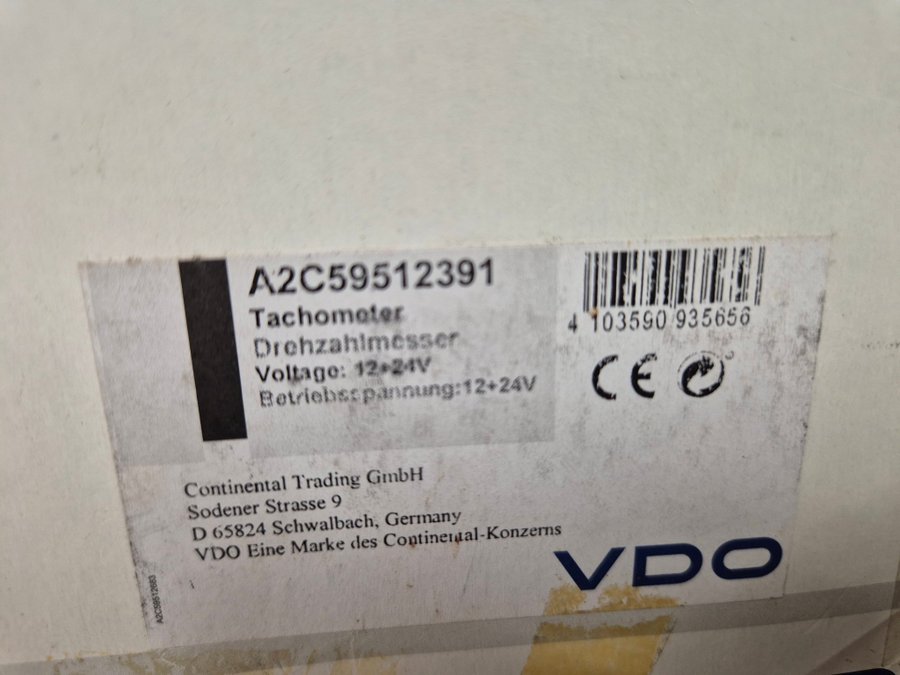 A2C59512391
Tachometer
Drehzahlmesser
Voltage: 12+24V
Betriebsspannung:12+24V
4 103590 935656
CE
Continental Trading GmbH
Sodener Strasse 9
D 65824 Schwalbach, Germany
VDO Eine Marke des Continental-Konzerns
VDO